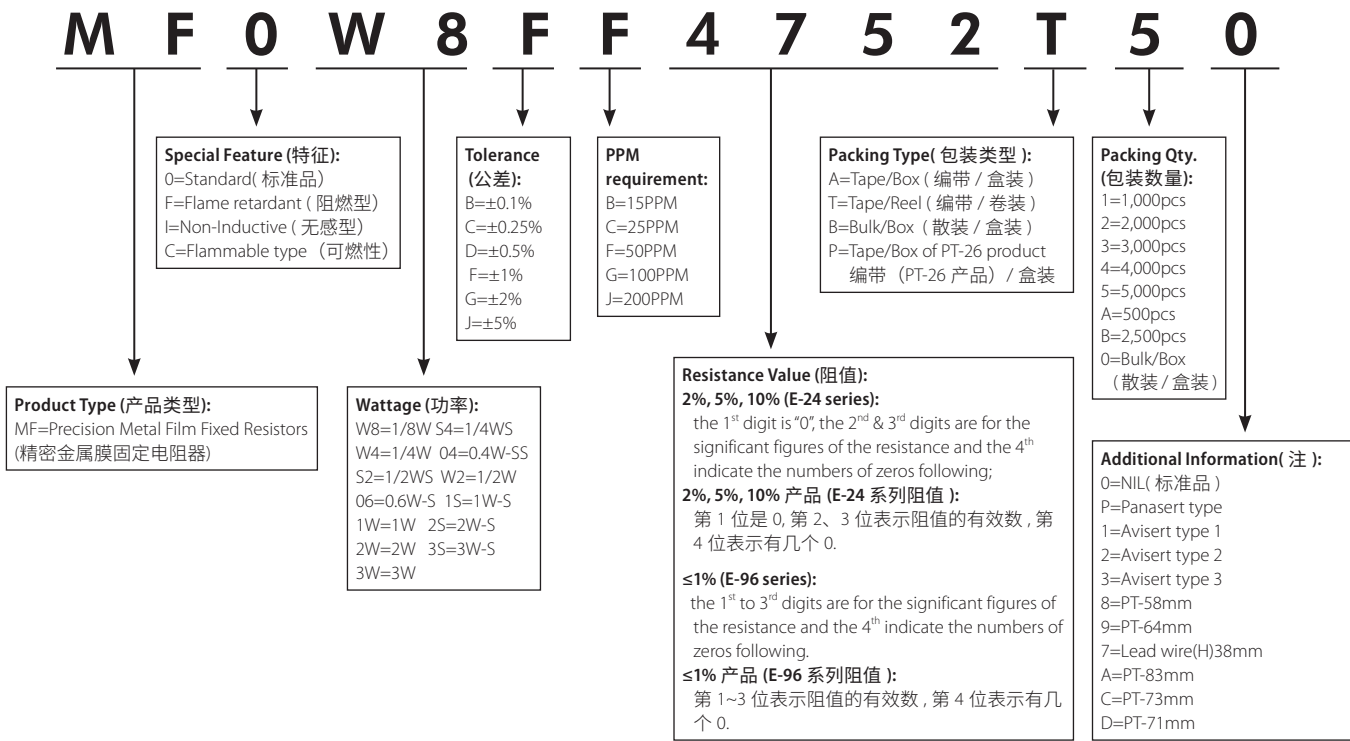 M F 0 W 8 F F 4 7 5 2 T 5 0
Special Feature (特征):
0=Standard( 标准品）
F=Flame retardant ( 阻燃型）
I=Non-Inductive ( 无感型）
C=Flammable type （可燃性）
Tolerance
(公差):
B=±0.1%
C=±0.25%
D=±0.5%
F=±1%
G=±2%
J=±5%
PPM
requirement:
B=15PPM
C=25PPM
F=50PPM
G=100PPM
J=200PPM
Packing Type( 包装类型 ):
A=Tape/Box ( 编带 / 盒装 )
T=Tape/Reel ( 编带 / 卷装 )
B=Bulk/Box （散装 / 盒装 )
P=Tape/Box of PT-26 product
编带（PT-26 产品）/ 盒装
Packing Qty.
(包装数量):
1=1,000pcs
2=2,000pcs
3=3,000pcs
4=4,000pcs
5=5,000pcs
A=500pcs
B=2,500pcs
0=Bulk/Box
（散装 / 盒装 )
Product Type (产品类型):
MF=Precision Metal Film Fixed Resistors
(精密金属膜固定电阻器)
Wattage (功率):
W8=1/8W S4=1/4WS
W4=1/4W 04=0.4W-SS
S2=1/2WS W2=1/2W
06=0.6W-S 1S=1W-S
1W=1W 2S=2W-S
2W=2W 3S=3W-S
3W=3W
Resistance Value (阻值):
2%, 5%, 10% (E-24 series):
the 1st digit is "0", the 2nd & 3rd digits are for the
significant figures of the resistance and the 4th
indicate the numbers of zeros following;
2%, 5%, 10% 产品 (E-24 系列阻值 ):
第 1 位是 0, 第 2、3 位表示阻值的有效数 , 第
4 位表示有几个 0.
≤1% (E-96 series):
the 1st to 3rd digits are for the significant figures of
the resistance and the 4th indicate the numbers of
zeros following.
≤1% 产品 (E-96 系列阻值 ):
第 1~3 位表示阻值的有效数 , 第 4 位表示有几
个 0.
Additional Information( 注 ):
0=NIL( 标准品 )
P=Panasert type
1=Avisert type 1
2=Avisert type 2
3=Avisert type 3
8=PT-58mm
9=PT-64mm
7=Lead wire(H)38mm
A=PT-83mm
C=PT-73mm
D=PT-71mm